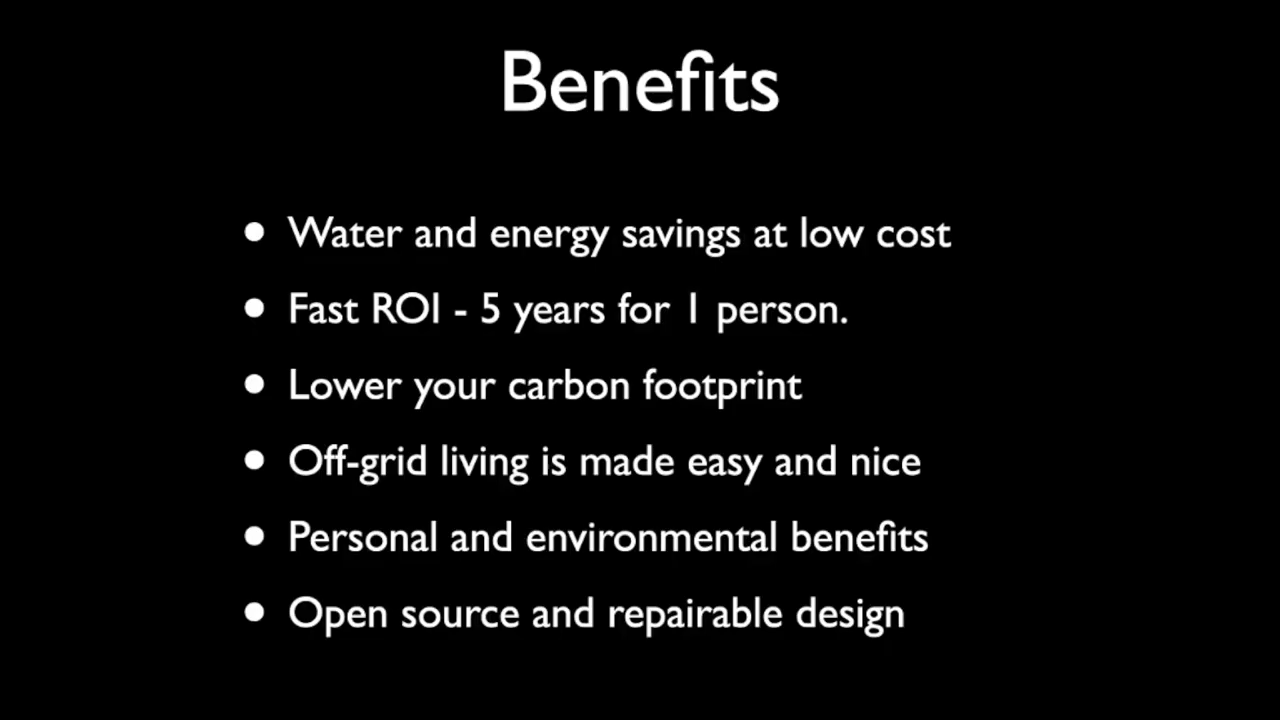 Benefits
• Water and energy savings at low cost
• Fast ROI - 5 years for 1 person.
• Lower your carbon footprint
• Off-grid living is made easy and nice
• Personal and environmental benefits
• Open source and repairable design